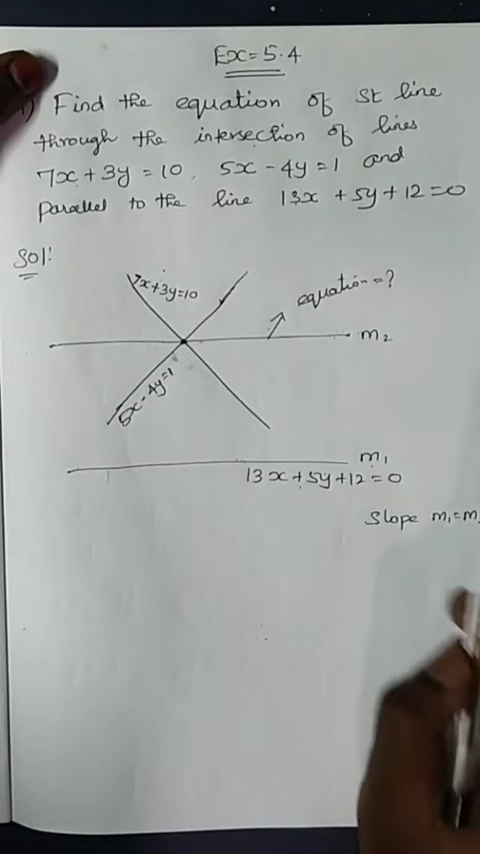 Ex = 5.4
1) Find the equation of St line
through the intersection of lines
7x + 3y = 10, 5x - 4y = 1 and
parallel to the line 13x + 5y + 12 = 0
Sol:
7x+3y=10
equation=?
m₂
5x - 4y = 1
m₁
13x + 5y + 12 = 0
Slope m₁ = m